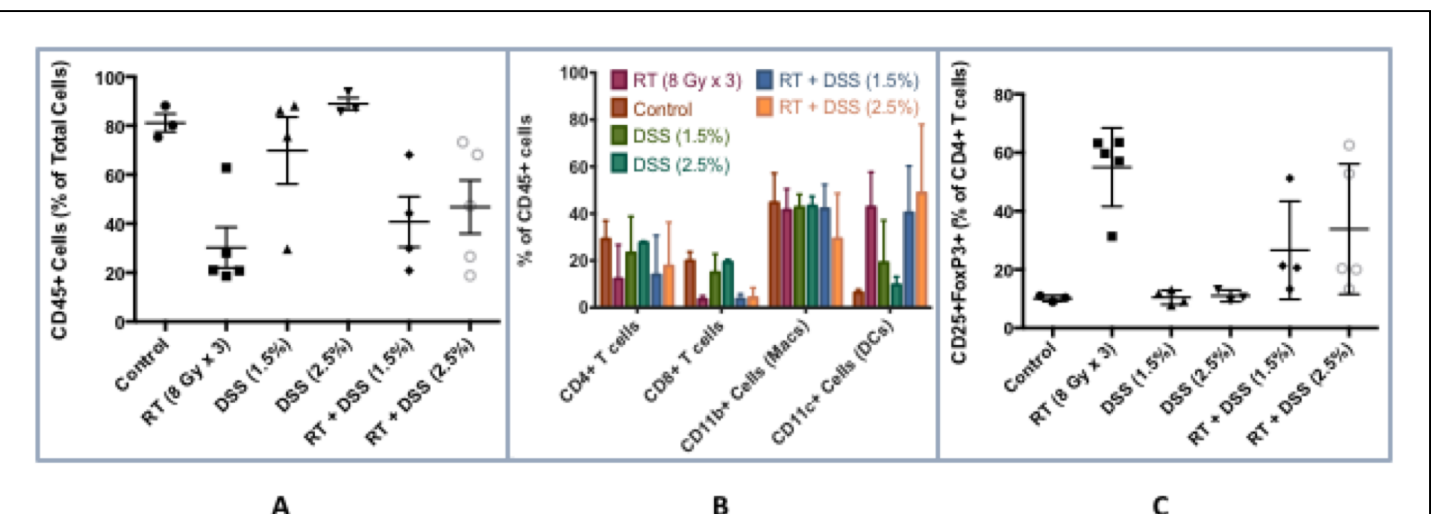 CD45+ Cells (% of Total Cells)
100
80
60
40
20
0
Control
RT (8 Gy x 3)
DSS (1.5%)
DSS (2.5%)
RT + DSS (1.5%)
RT + DSS (2.5%)
A
% of CD45+ cells
100
80
60
40
20
0
RT (8 Gy x 3)
Control
DSS (1.5%)
DSS (2.5%)
RT + DSS (1.5%)
RT + DSS (2.5%)
CD4+ T cells
CD8+ T cells
CD11b+ Cells (Macs)
CD11c+ Cells (DCs)
B
CD25+FoxP3+ (% of CD4+ T cells)
80
60
40
20
0
Control
RT (8 Gy x 3)
DSS (1.5%)
DSS (2.5%)
RT + DSS (1.5%)
RT + DSS (2.5%)
C